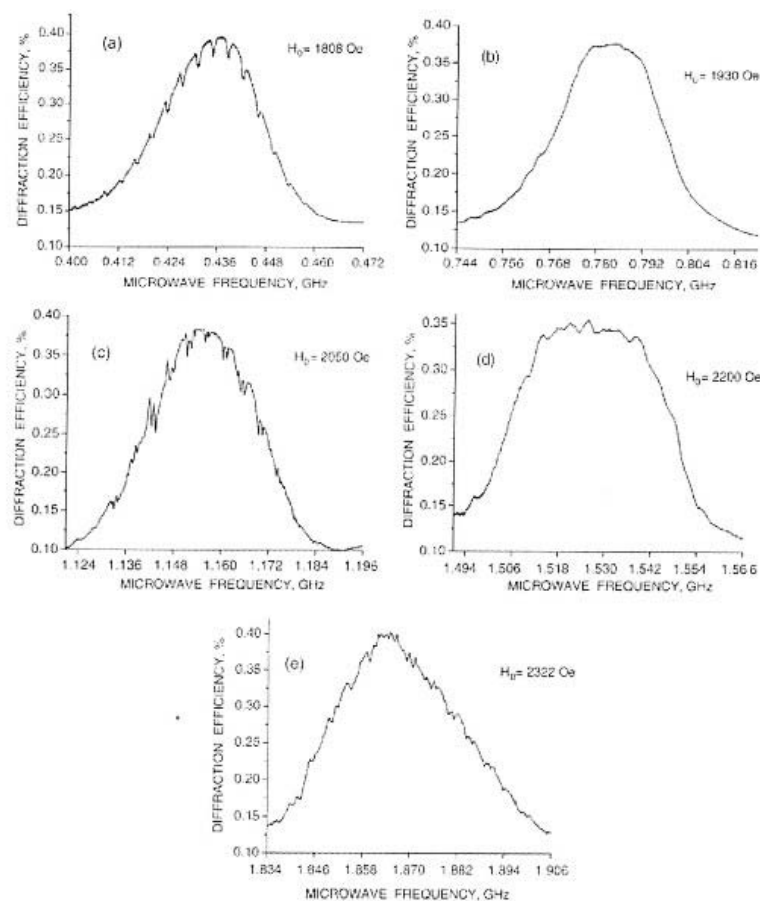 (a)
H₀= 1808 Oe
DIFFRACTION EFFICIENCY, %
0.40
0.35
0.30
0.25
0.20
0.15
0.10
0.400 0.412 0.424 0.436 0.448 0.460 0.472
MICROWAVE FREQUENCY, GHz
(b)
H₀= 1930 Oe
DIFFRACTION EFFICIENCY, %
0.40
0.35
0.30
0.25
0.20
0.15
0.10
0.744 0.756 0.768 0.780 0.792 0.804 0.816
MICROWAVE FREQUENCY, GHz
(c)
H₀= 2050 Oe
DIFFRACTION EFFICIENCY, %
0.40
0.35
0.30
0.25
0.20
0.15
0.10
1.124 1.136 1.148 1.160 1.172 1.184 1.196
MICROWAVE FREQUENCY, GHz
(d)
H₀= 2200 Oe
DIFFRACTION EFFICIENCY, %
0.35
0.30
0.25
0.20
0.15
0.10
1.494 1.506 1.518 1.530 1.542 1.554 1.566
MICROWAVE FREQUENCY, GHz
(e)
H₀= 2322 Oe
DIFFRACTION EFFICIENCY, %
0.40
0.35
0.30
0.25
0.20
0.15
0.10
1.834 1.846 1.858 1.870 1.882 1.894 1.906
MICROWAVE FREQUENCY, GHz